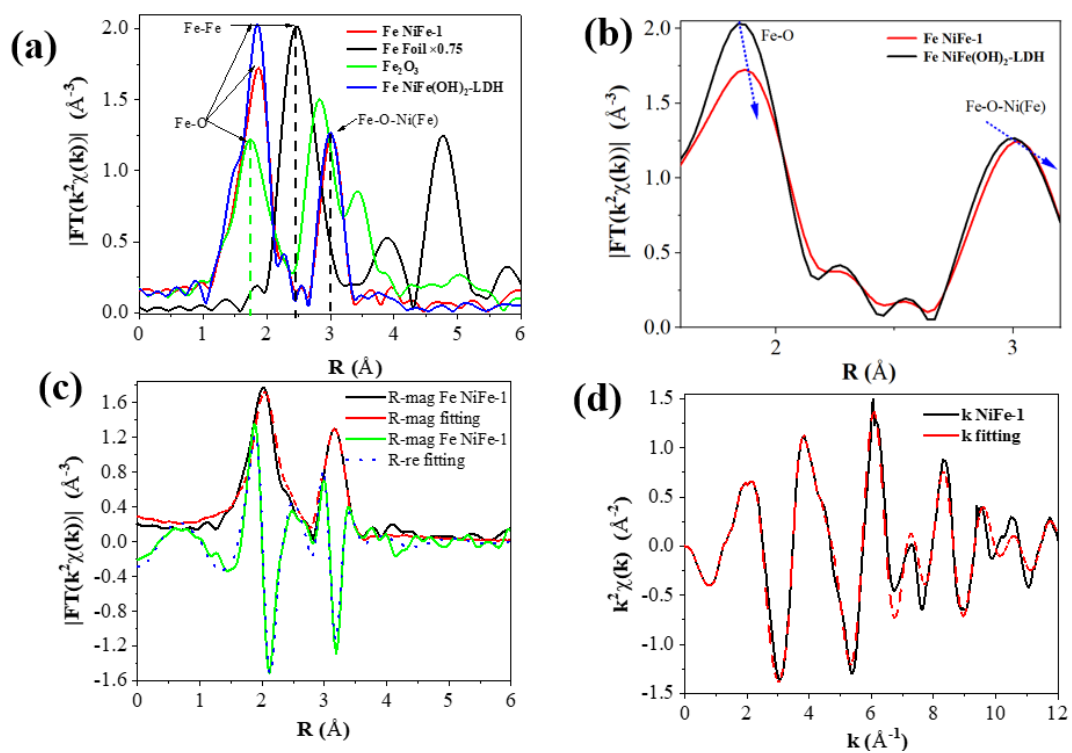 (a)
Fe-Fe
Fe NiFe-1
Fe Foil ×0.75
Fe₂O₃
Fe NiFe(OH)₂-LDH
Fe-O
Fe-O-Ni(Fe)
|FT(k²χ(k))| (Å⁻³)
2.0
1.5
1.0
0.5
0.0
0 1 2 3 4 5 6
R (Å)
(b)
Fe-O
Fe NiFe-1
Fe NiFe(OH)₂-LDH
Fe-O-Ni(Fe)
|FT(k²χ(k))| (Å⁻³)
2.0
1.5
1.0
0.5
0.0
2 3
R (Å)
(c)
R-mag Fe NiFe-1
R-mag fitting
R-mag Fe NiFe-1
R-re fitting
|FT(k²χ(k))| (Å⁻³)
1.6
1.2
0.8
0.4
0.0
-0.4
-0.8
-1.2
-1.6
0 1 2 3 4 5 6
R (Å)
(d)
k NiFe-1
k fitting
k²χ(k) (Å⁻²)
1.5
1.0
0.5
0.0
-0.5
-1.0
-1.5
0 2 4 6 8 10 12
k (Å⁻¹)